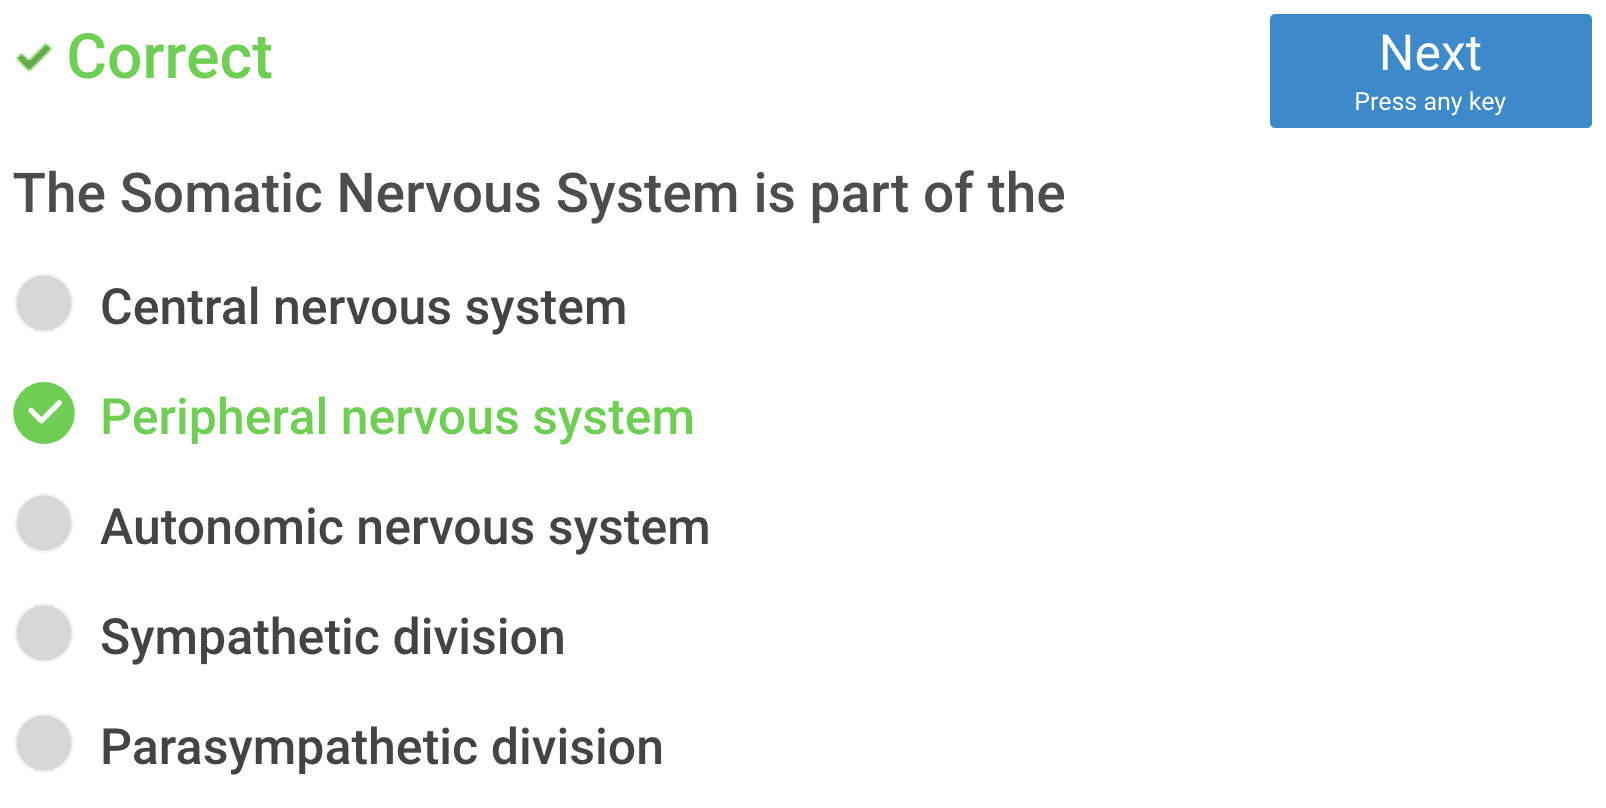 Correct
Next
Press any key
The Somatic Nervous System is part of the
Central nervous system
Peripheral nervous system
Autonomic nervous system
Sympathetic division
Parasympathetic division